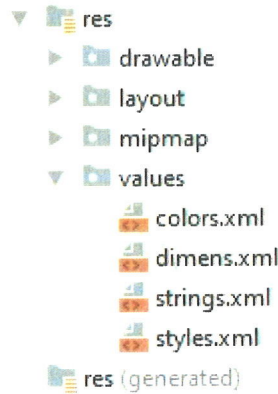 res
drawable
layout
mipmap
values
colors.xml
dimens.xml
strings.xml
styles.xml
res (generated)